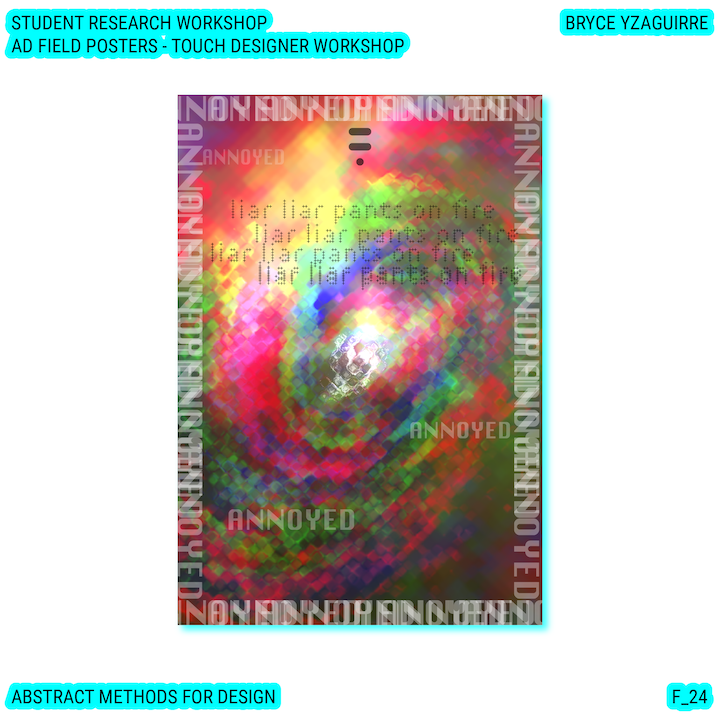 STUDENT RESEARCH WORKSHOP
BRYCE YZAGUIRRE
AD FIELD POSTERS - TOUCH DESIGNER WORKSHOP
ANNOYED
liar liar pants on fire
liar liar pants on fire
liar liar pants on fire
liar liar pants on fire
ANNOYED
ANNOYED
ABSTRACT METHODS FOR DESIGN
F_24